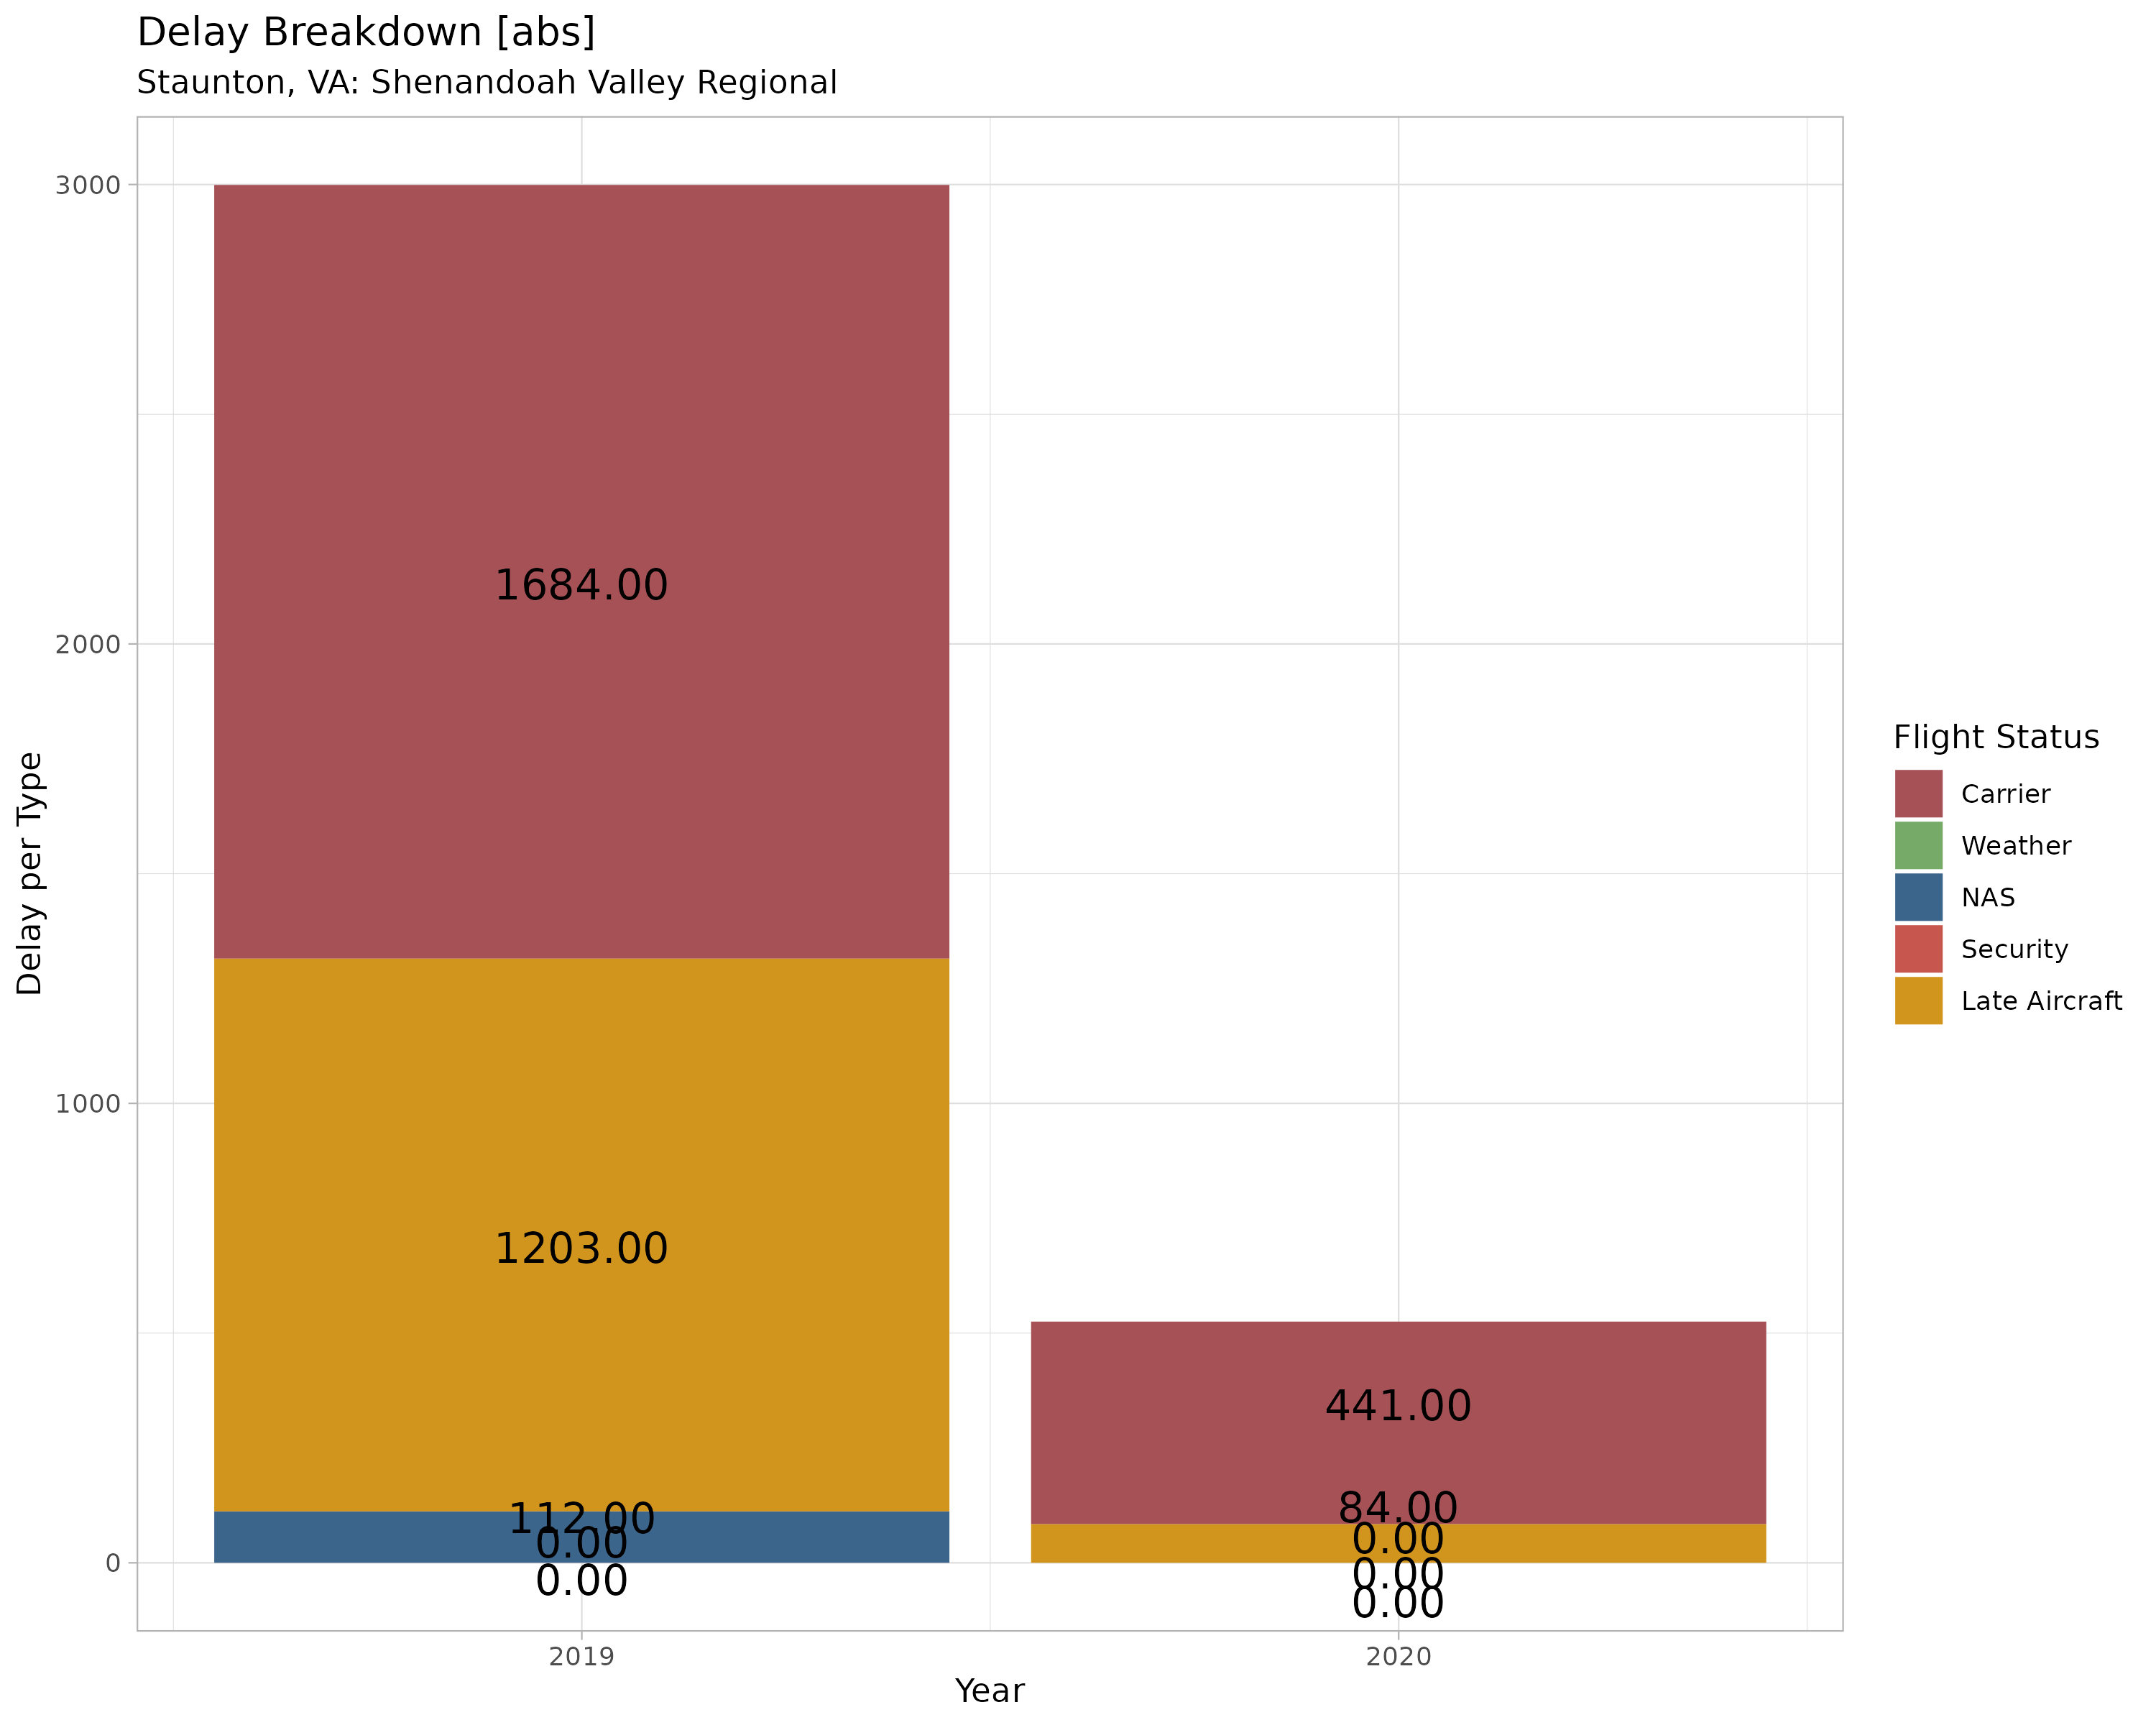 Delay Breakdown [abs]
Staunton, VA: Shenandoah Valley Regional
3000
2000
1000
0
Delay per Type
1684.00
1203.00
112.00
0.00
0.00
441.00
84.00
0.00
0.00
0.00
2019
2020
Year
Flight Status
Carrier
Weather
NAS
Security
Late Aircraft